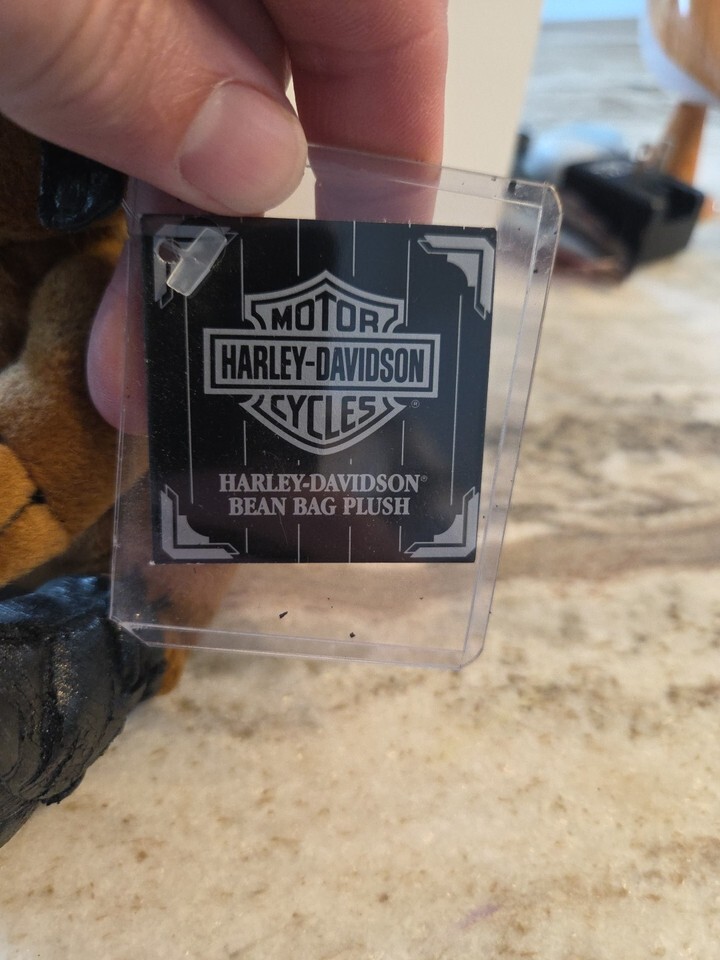 MOTOR
HARLEY-DAVIDSON
CYCLES®
HARLEY-DAVIDSON®
BEAN BAG PLUSH